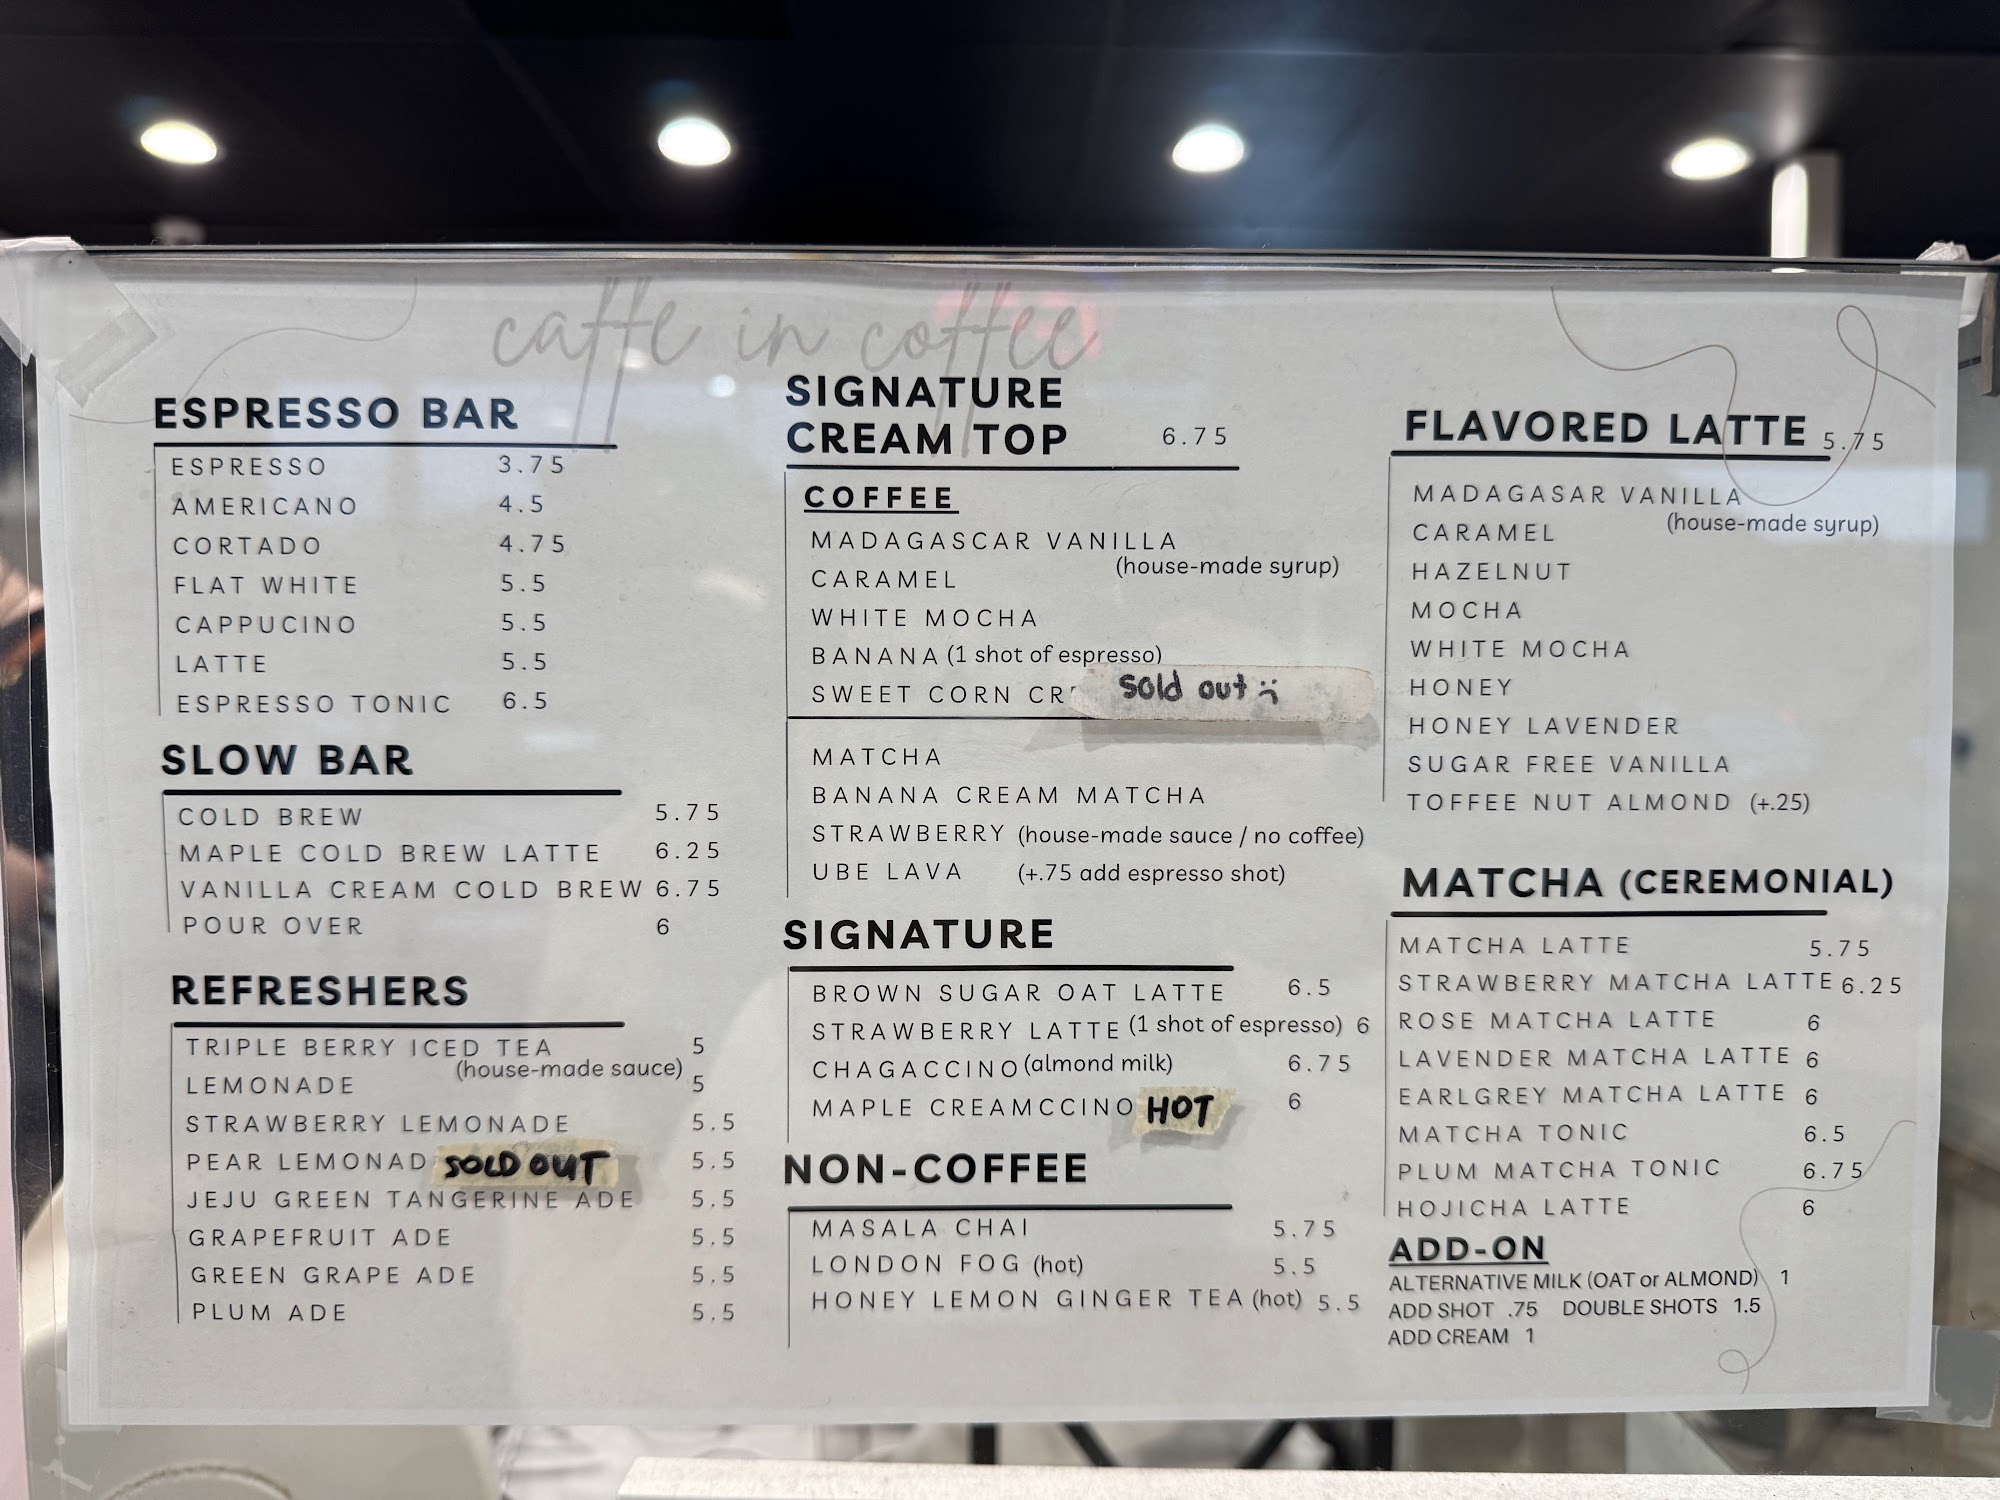 caffe in coffee
ESPRESSO BAR
ESPRESSO 3.75
AMERICANO 4.5
CORTADO 4.75
FLAT WHITE 5.5
CAPPUCINO 5.5
LATTE 5.5
ESPRESSO TONIC 6.5
SLOW BAR
COLD BREW 5.75
MAPLE COLD BREW LATTE 6.25
VANILLA CREAM COLD BREW 6.75
POUR OVER 6
REFRESHERS
TRIPLE BERRY ICED TEA 5
(house-made sauce)
LEMONADE 5
STRAWBERRY LEMONADE 5.5
PEAR LEMONAD SOLD OUT 5.5
JEJU GREEN TANGERINE ADE 5.5
GRAPEFRUIT ADE 5.5
GREEN GRAPE ADE 5.5
PLUM ADE 5.5
SIGNATURE
CREAM TOP 6.75
COFFEE
MADAGASCAR VANILLA
(house-made syrup)
CARAMEL
WHITE MOCHA
BANANA (1 shot of espresso)
SWEET CORN CR sold out :(
MATCHA
BANANA CREAM MATCHA
STRAWBERRY (house-made sauce / no coffee)
UBE LAVA (+.75 add espresso shot)
SIGNATURE
BROWN SUGAR OAT LATTE 6.5
STRAWBERRY LATTE (1 shot of espresso) 6
CHAGACCINO (almond milk) 6.75
MAPLE CREAMCCINO HOT 6
NON-COFFEE
MASALA CHAI 5.75
LONDON FOG (hot) 5.5
HONEY LEMON GINGER TEA (hot) 5.5
FLAVORED LATTE 5.75
MADAGASAR VANILLA
(house-made syrup)
CARAMEL
HAZELNUT
MOCHA
WHITE MOCHA
HONEY
HONEY LAVENDER
SUGAR FREE VANILLA
TOFFEE NUT ALMOND (+.25)
MATCHA (CEREMONIAL)
MATCHA LATTE 5.75
STRAWBERRY MATCHA LATTE 6.25
ROSE MATCHA LATTE 6
LAVENDER MATCHA LATTE 6
EARLGREY MATCHA LATTE 6
MATCHA TONIC 6.5
PLUM MATCHA TONIC 6.75
HOJICHA LATTE 6
ADD-ON
ALTERNATIVE MILK (OAT or ALMOND) 1
ADD SHOT .75 DOUBLE SHOTS 1.5
ADD CREAM 1